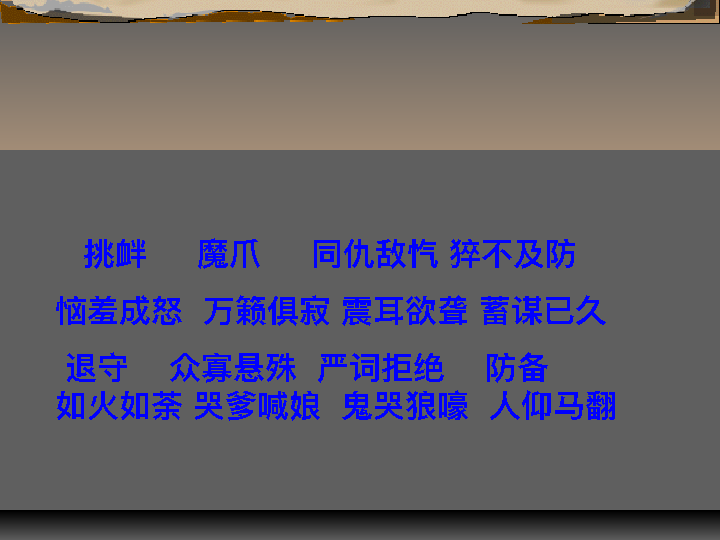 挑衅 魔爪 同仇敌忾 猝不及防
恼羞成怒 万籁俱寂 震耳欲聋 蓄谋已久
退守 众寡悬殊 严词拒绝 防备
如火如荼 哭爹喊娘 鬼哭狼嚎 人仰马翻